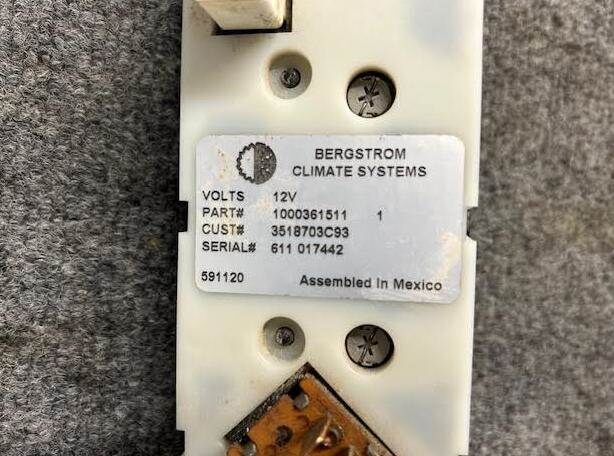 BERGSTROM
CLIMATE SYSTEMS
VOLTS 12V
PART# 1000361511 1
CUST# 3518703C93
SERIAL# 611 017442
591120 Assembled In Mexico